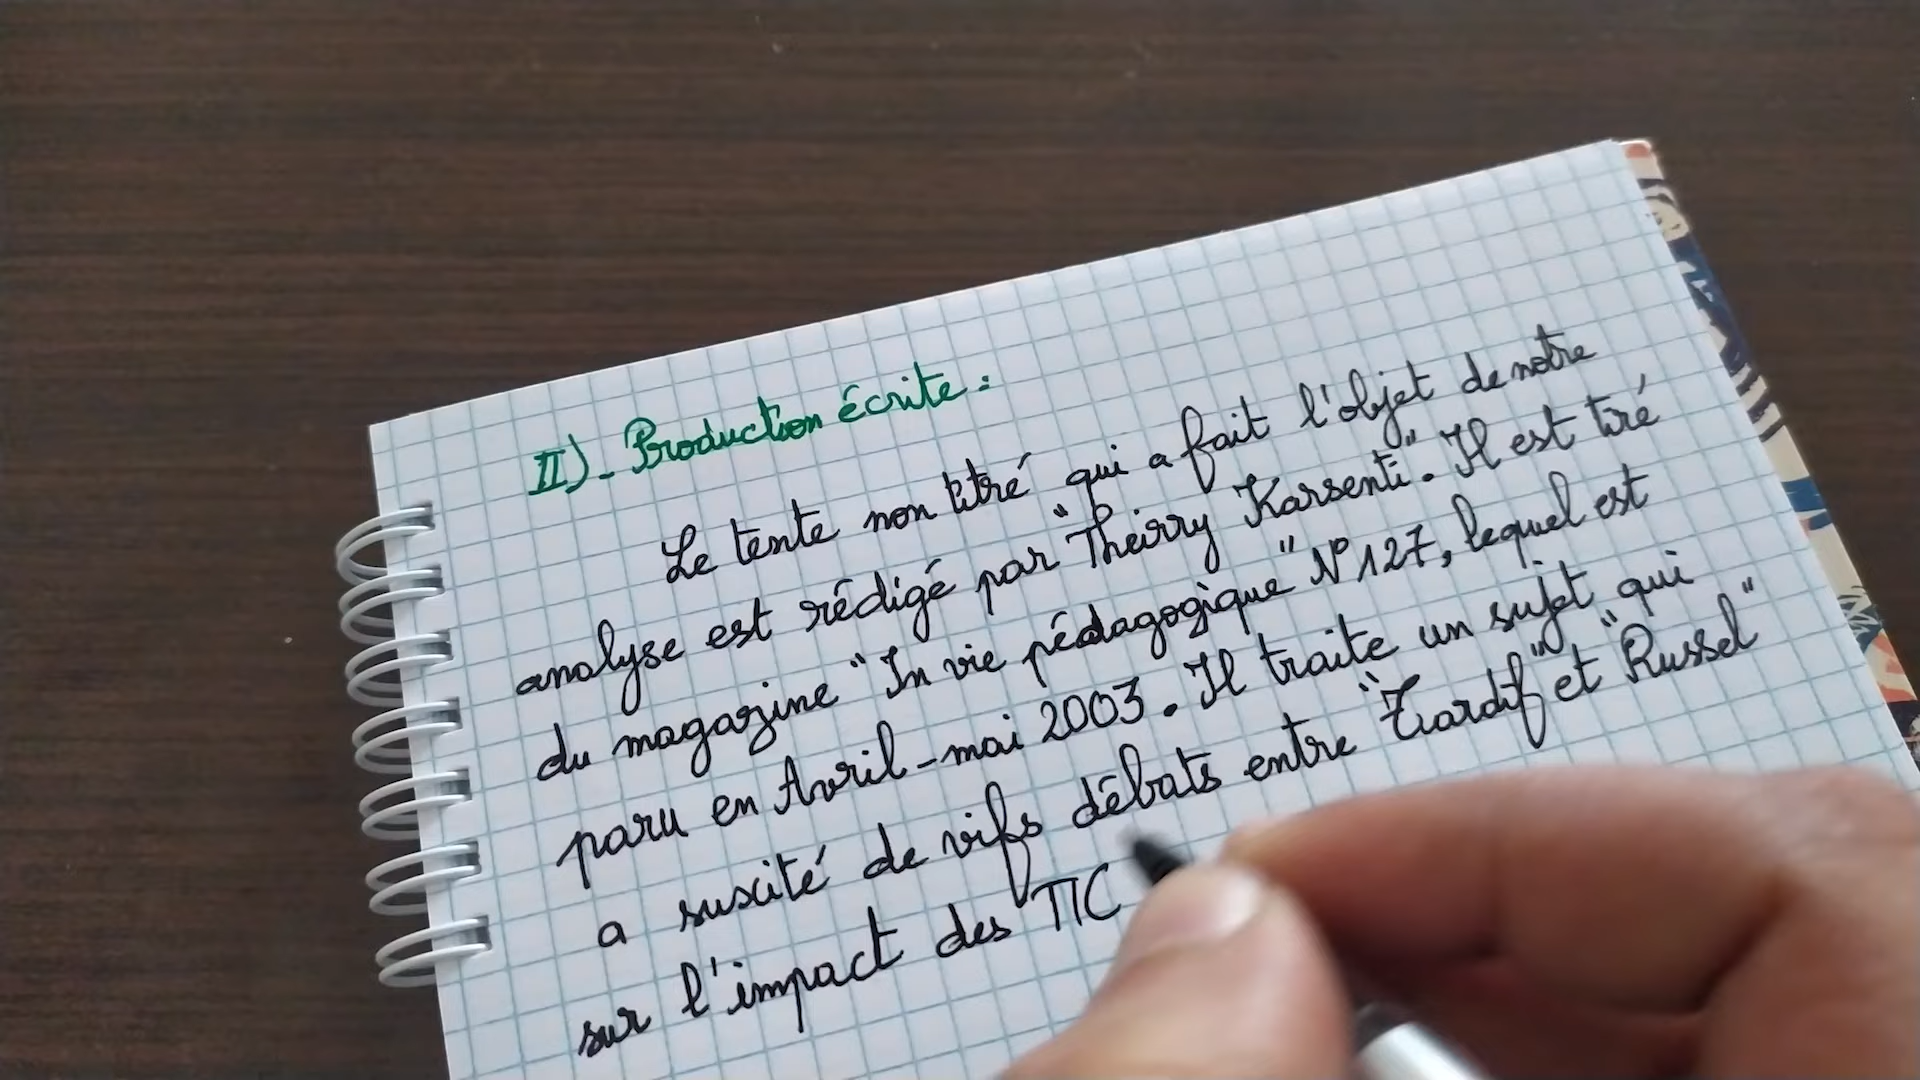 II)_ Production écrite :
Le texte non titré qui a fait l'objet de notre
analyse est rédigé par "Theirry Karsenti". Il est tiré
du magazine "In vie pédagogique" N°127, lequel est
paru en Avril-mai 2003. Il traite un sujet qui
a suscité de vifs débats entre "Tardif" et "Russel"
sur l'impact des TIC